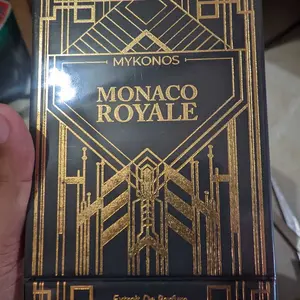 MYKONOS
MONACO
ROYALE
Extrait De Parfum